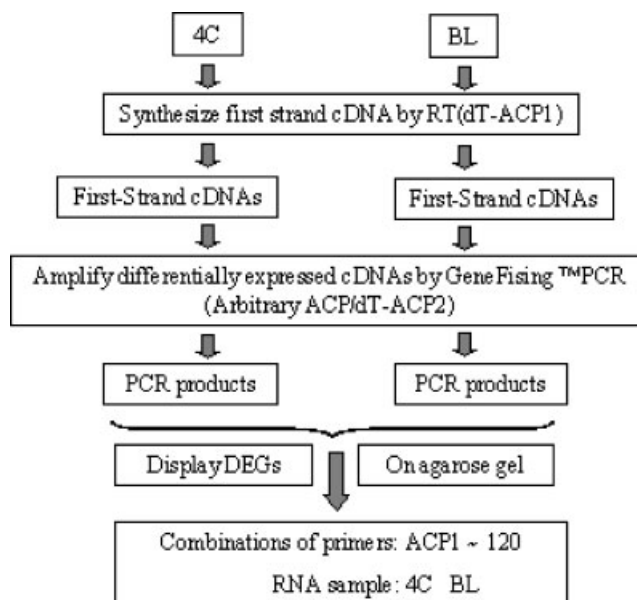 4C
BL
Synthesize first strand cDNA by RT(dT-ACP1)
First-Strand cDNAs
First-Strand cDNAs
Amplify differentially expressed cDNAs by GeneFising ™PCR
(Arbitrary ACP/dT-ACP2)
PCR products
PCR products
Display DEGs
On agarose gel
Combinations of primers: ACP1 ~ 120
RNA sample: 4C BL